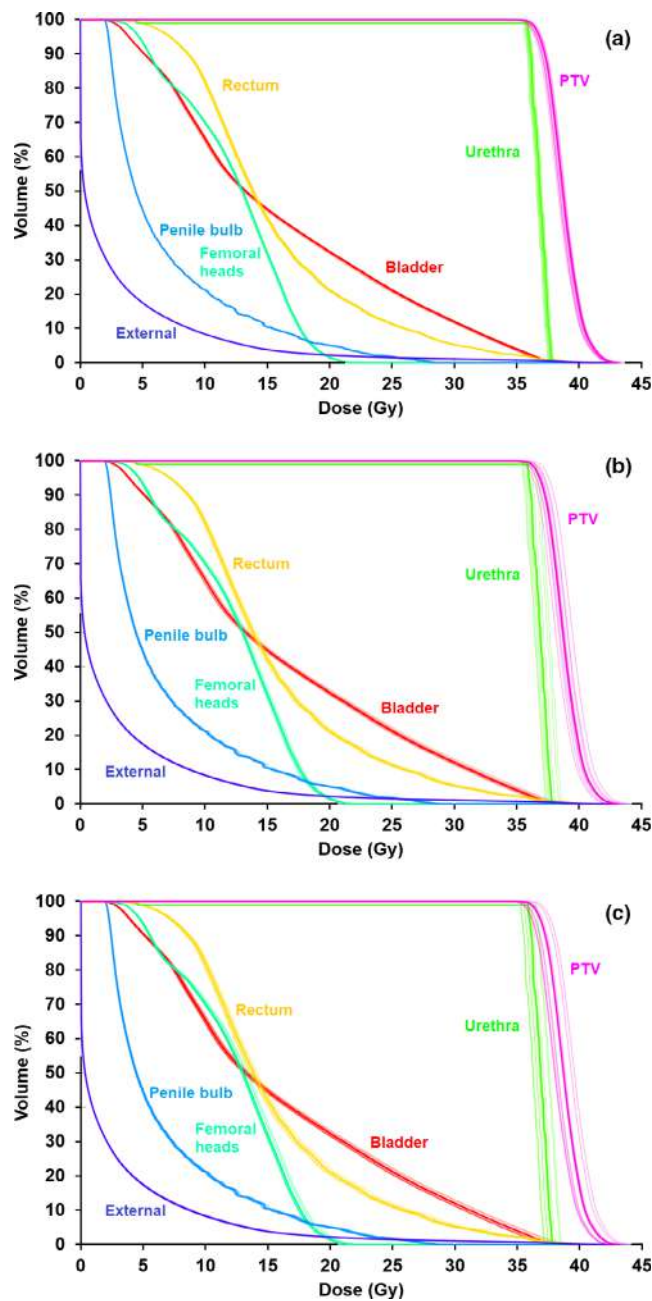 (a)
100
90
80
70
60
50
40
30
20
10
0
Volume (%)
PTV
Rectum
Urethra
Penile bulb
Femoral
heads
Bladder
External
0 5 10 15 20 25 30 35 40 45
Dose (Gy)
(b)
100
90
80
70
60
50
40
30
20
10
0
Volume (%)
PTV
Rectum
Urethra
Penile bulb
Femoral
heads
Bladder
External
0 5 10 15 20 25 30 35 40 45
Dose (Gy)
(c)
100
90
80
70
60
50
40
30
20
10
0
Volume (%)
PTV
Rectum
Urethra
Penile bulb
Femoral
heads
Bladder
External
0 5 10 15 20 25 30 35 40 45
Dose (Gy)